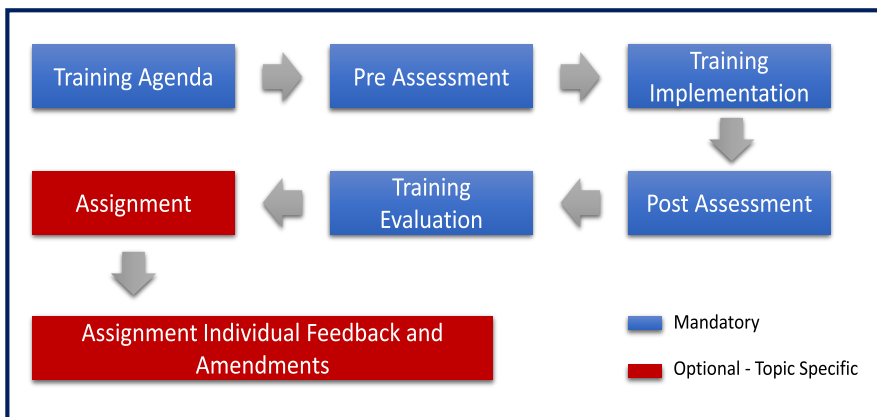 Training Agenda
Pre Assessment
Training
Implementation
Assignment
Training
Evaluation
Post Assessment
Assignment Individual Feedback and
Amendments
Mandatory
Optional - Topic Specific